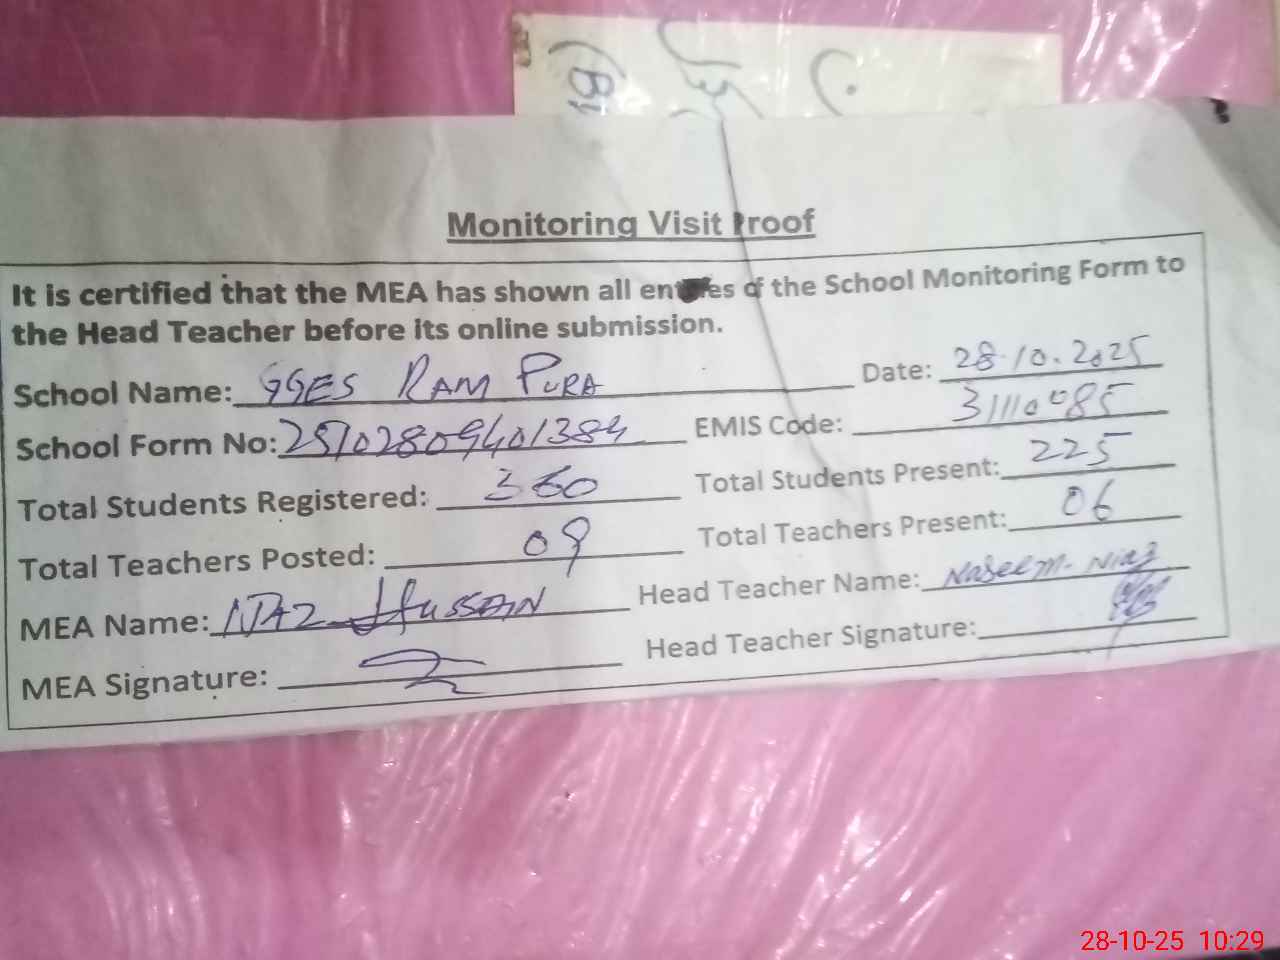 (By
Monitoring Visit Proof
It is certified that the MEA has shown all entries of the School Monitoring Form to
the Head Teacher before its online submission.
School Name: GGES RAM PURA Date: 28.10.2025
School Form No: 25102809401384 EMIS Code: 31110085
Total Students Registered: 360 Total Students Present: 225
Total Teachers Posted: 09 Total Teachers Present: 06
MEA Name: NAZ HUSSAIN Head Teacher Name: Naseem Niaz
MEA Signature: Head Teacher Signature:
28-10-25 10:29